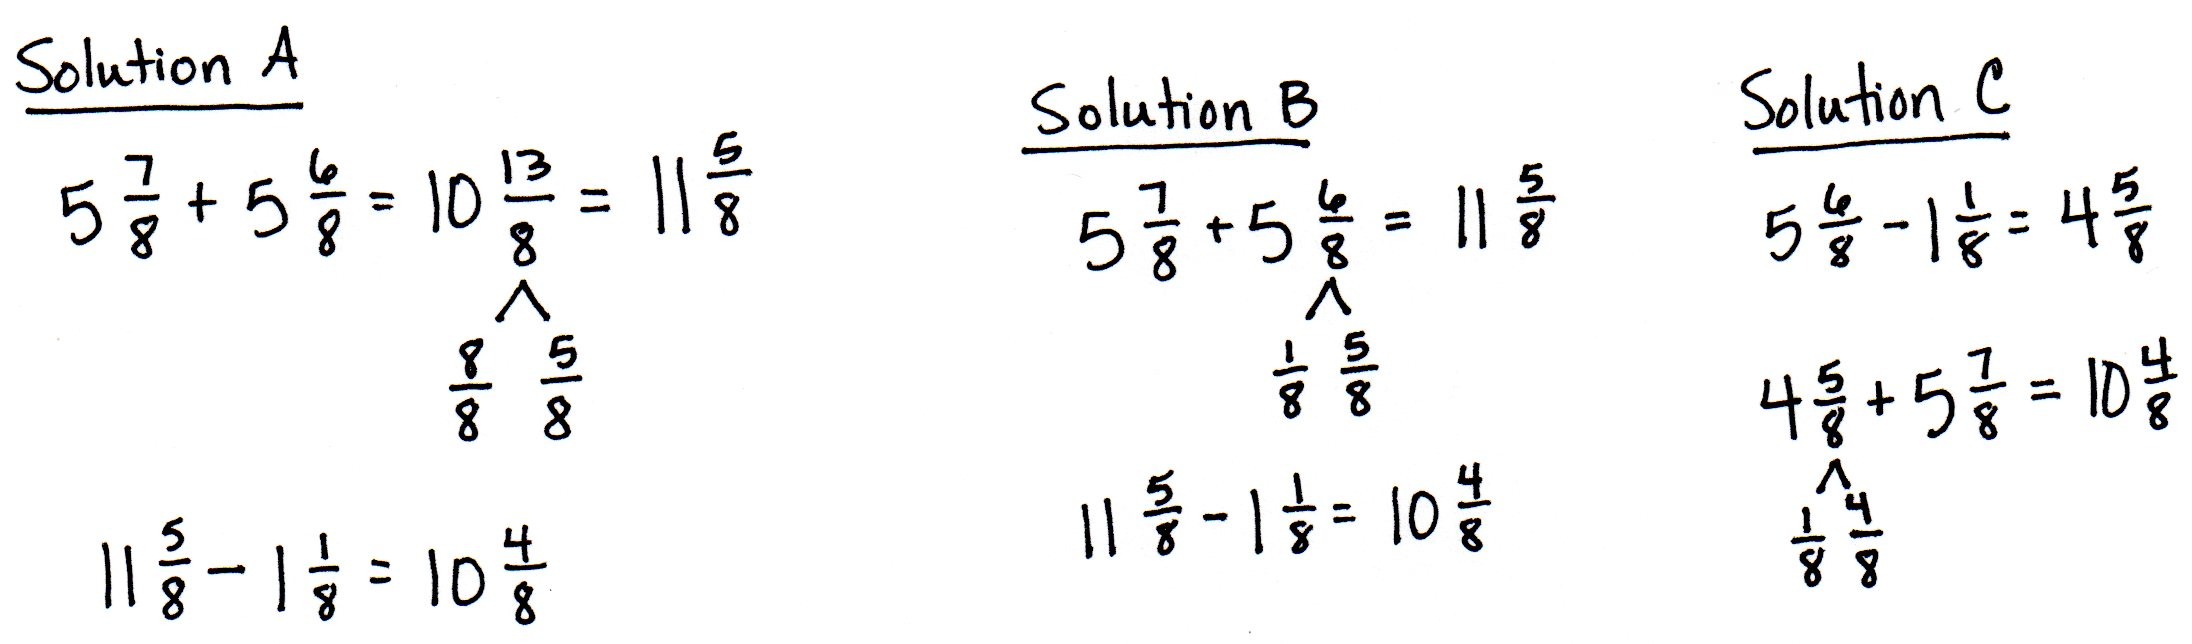 Solution A
5 7/8 + 5 6/8 = 10 13/8 = 11 5/8
8/8 5/8
11 5/8 - 1 1/8 = 10 4/8
Solution B
5 7/8 + 5 6/8 = 11 5/8
1/8 5/8
11 5/8 - 1 1/8 = 10 4/8
Solution C
5 6/8 - 1 1/8 = 4 5/8
4 5/8 + 5 7/8 = 10 4/8
1/8 4/8